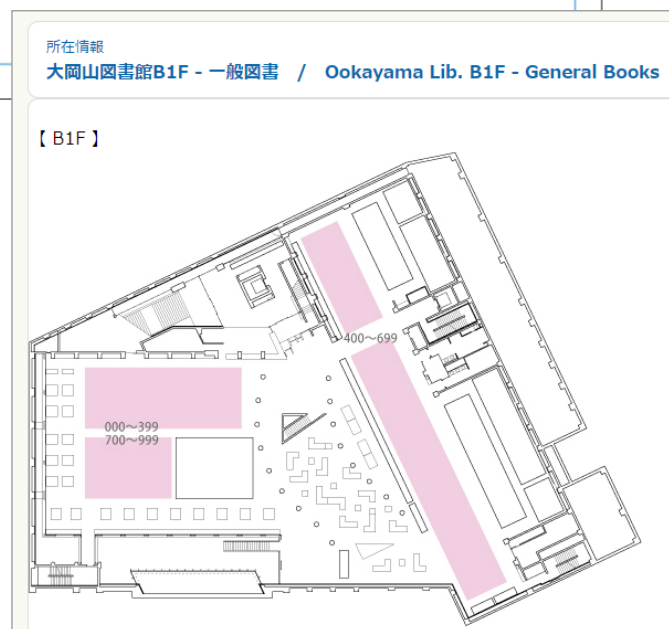 所在情報
大岡山図書館B1F - 一般図書 / Ookayama Lib. B1F - General Books
【 B1F 】
400～699
000～399
700～999